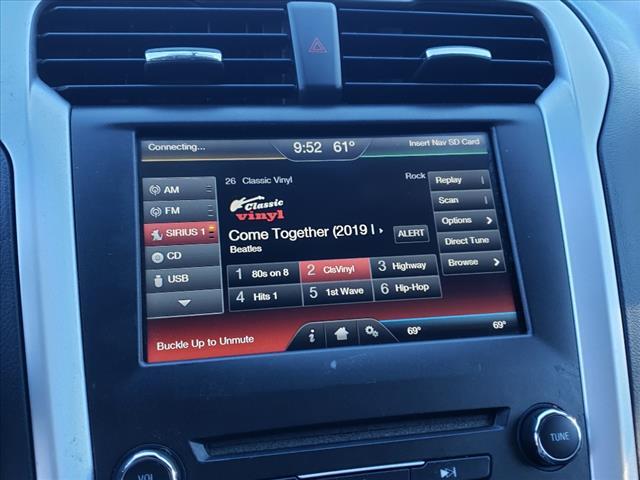 Connecting...
9:52 61°
Insert Nav SD Card
AM
FM
SIRIUS 1
CD
USB
26 Classic Vinyl
Rock
Classic
vinyl
Come Together (2019 I
ALERT
Beatles
1 80s on 8
2 ClsVinyl
3 Highway
4 Hits 1
5 1st Wave
6 Hip-Hop
Replay
Scan
Options
Direct Tune
Browse
Buckle Up to Unmute
i
69°
69°
VOL
TUNE